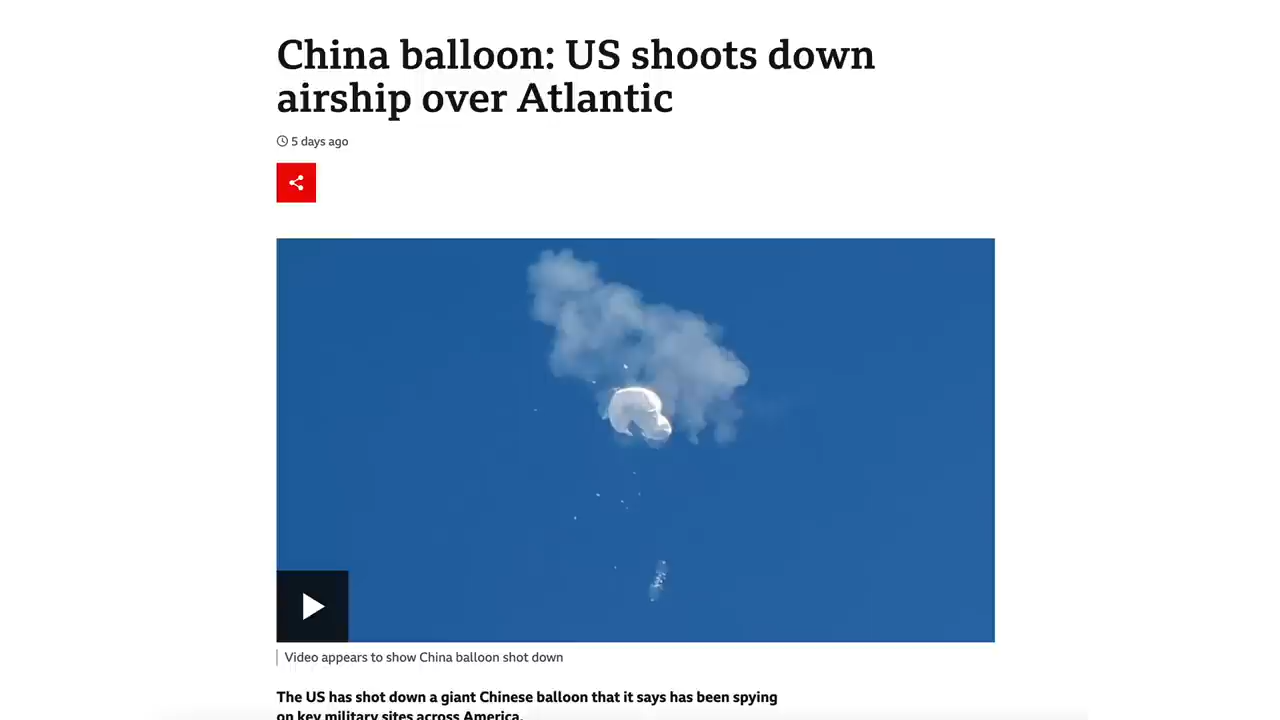 China balloon: US shoots down
airship over Atlantic
5 days ago
Video appears to show China balloon shot down
The US has shot down a giant Chinese balloon that it says has been spying
on key military sites across America.